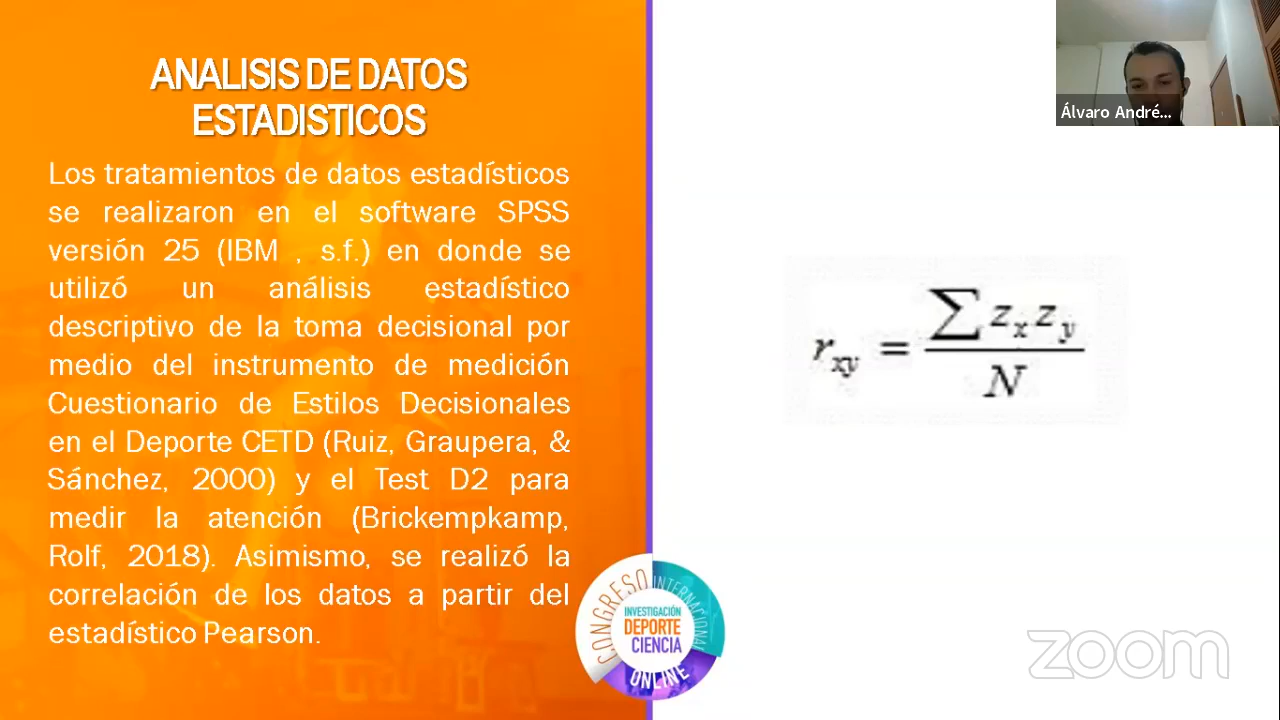 ANALISIS DE DATOS
ESTADISTICOS
Los tratamientos de datos estadísticos
se realizaron en el software SPSS
versión 25 (IBM , s.f.) en donde se
utilizó un análisis estadístico
descriptivo de la toma decisional por
medio del instrumento de medición
Cuestionario de Estilos Decisionales
en el Deporte CETD (Ruiz, Graupera, &
Sánchez, 2000) y el Test D2 para
medir la atención (Brickempkamp,
Rolf, 2018). Asimismo, se realizó la
correlación de los datos a partir del
estadístico Pearson.
r_xy = ∑ z_x z_y / N
Álvaro André...
CONGRESO INTERNACIONAL
INVESTIGACIÓN
DEPORTE
CIENCIA
ONLINE
zoom